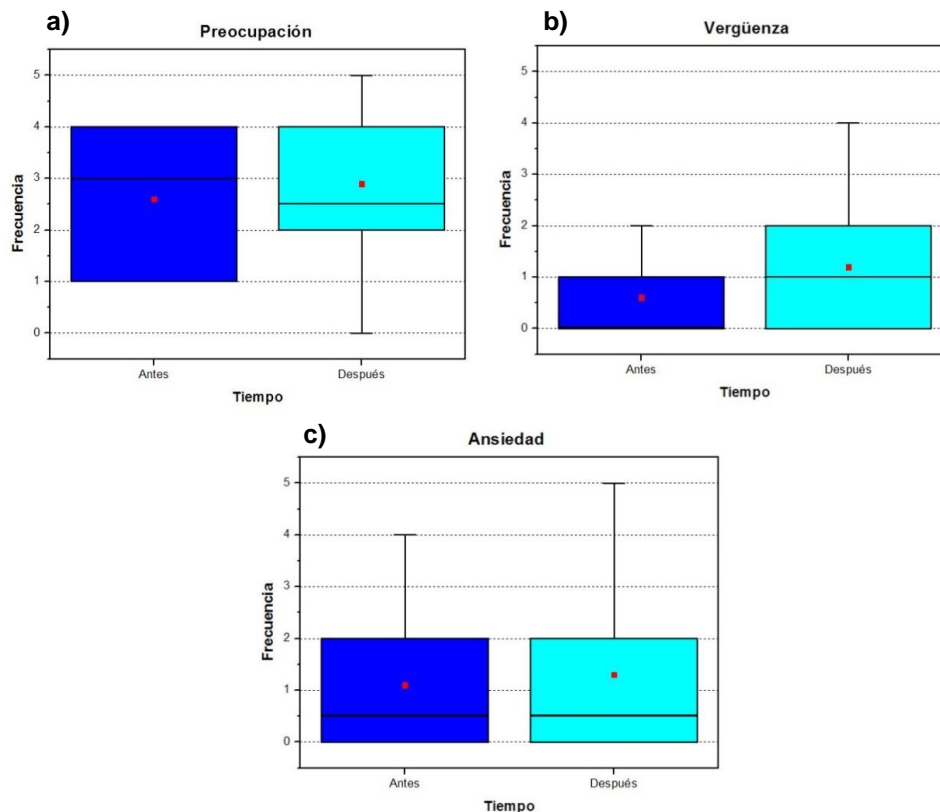 a)
Preocupación
5
4
3
2
1
0
Frecuencia
Antes
Después
Tiempo
b)
Vergüenza
5
4
3
2
1
0
Frecuencia
Antes
Después
Tiempo
c)
Ansiedad
5
4
3
2
1
0
Frecuencia
Antes
Después
Tiempo